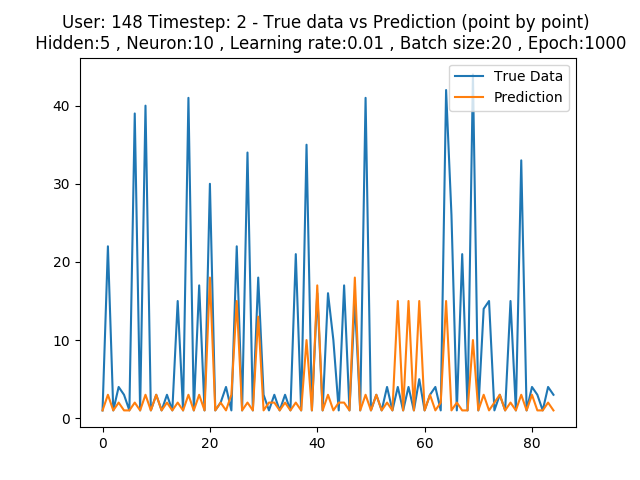 User: 148 Timestep: 2 - True data vs Prediction (point by point)
Hidden:5 , Neuron:10 , Learning rate:0.01 , Batch size:20 , Epoch:1000
True Data
Prediction
40
30
20
10
0
0 20 40 60 80